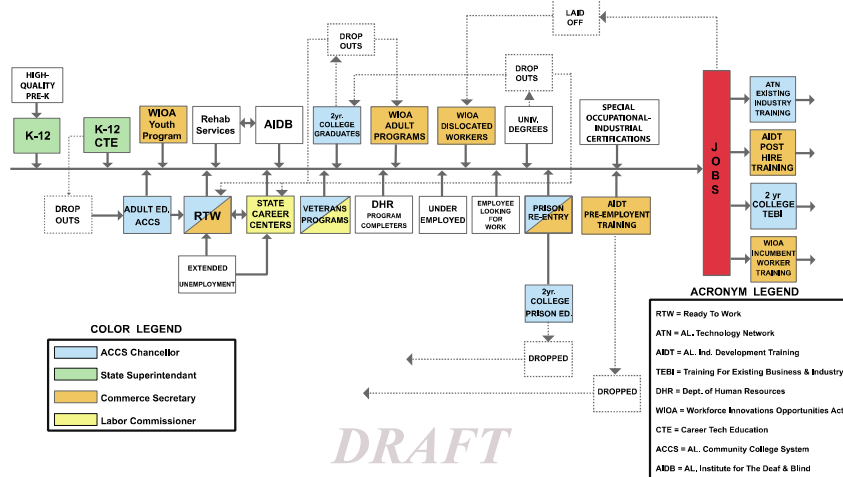 LAID
OFF
DROP
OUTS
DROP
OUTS
HIGH-
QUALITY
PRE-K
K-12
K-12
CTE
WIOA
Youth
Program
Rehab
Services
AIDB
2yr.
COLLEGE
GRADUATES
WIOA
ADULT
PROGRAMS
WIOA
DISLOCATED
WORKERS
UNIV.
DEGREES
SPECIAL
OCCUPATIONAL-
INDUSTRIAL
CERTIFICATIONS
JOBS
ATN
EXISTING
INDUSTRY
TRAINING
AIDT
POST
HIRE
TRAINING
2 yr
COLLEGE
TEBI
WIOA
INCUMBENT
WORKER
TRAINING
DROP
OUTS
ADULT ED,
ACCS
RTW
STATE
CAREER
CENTERS
VETERANS
PROGRAMS
DHR
PROGRAM
COMPLETERS
UNDER
EMPLOYED
EMPLOYEE
LOOKING
FOR
WORK
PRISON
RE-ENTRY
AIDT
PRE-EMPLOYENT
TRAINING
EXTENDED
UNEMPLOYMENT
2yr.
COLLEGE
PRISON ED.
DROPPED
DROPPED
COLOR LEGEND
ACCS Chancellor
State Superintendant
Commerce Secretary
Labor Commissioner
ACRONYM LEGEND
RTW = Ready To Work
ATN = AL. Technology Network
AIDT = AL. Ind. Development Training
TEBI = Training For Existing Business & Industry
DHR = Dept. of Human Resources
WIOA = Workforce Innovations Opportunities Act
CTE = Career Tech Education
ACCS = AL. Community College System
AIDB = AL, Institute for The Deaf & Blind
DRAFT